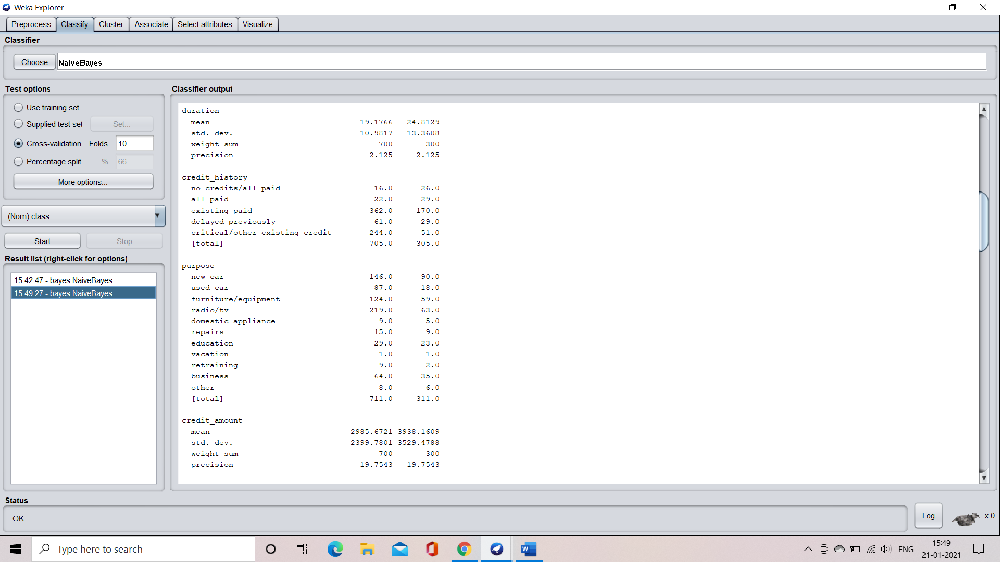 Weka Explorer
Preprocess Classify Cluster Associate Select attributes Visualize
Classifier
Choose NaiveBayes
Test options
Use training set
Supplied test set Set...
Cross-validation Folds 10
Percentage split % 66
More options...
(Nom) class
Start Stop
Result list (right-click for options)
15:42:47 - bayes.NaiveBayes
15:49:27 - bayes.NaiveBayes
Classifier output
duration
mean 19.1766 24.8129
std. dev. 10.9817 13.3608
weight sum 700 300
precision 2.125 2.125
credit_history
no credits/all paid 16.0 26.0
all paid 22.0 29.0
existing paid 362.0 170.0
delayed previously 61.0 29.0
critical/other existing credit 244.0 51.0
[total] 705.0 305.0
purpose
new car 146.0 90.0
used car 87.0 18.0
furniture/equipment 124.0 59.0
radio/tv 219.0 63.0
domestic appliance 9.0 5.0
repairs 15.0 9.0
education 29.0 23.0
vacation 1.0 1.0
retraining 9.0 2.0
business 64.0 35.0
other 8.0 6.0
[total] 711.0 311.0
credit_amount
mean 2985.6721 3938.1609
std. dev. 2399.7801 3529.4788
weight sum 700 300
precision 19.7543 19.7543
Status
OK
Log
x 0
Type here to search
ENG
15:49
21-01-2021